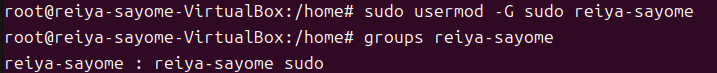 root@reiya-sayome-VirtualBox:/home# sudo usermod -G sudo reiya-sayome
root@reiya-sayome-VirtualBox:/home# groups reiya-sayome
reiya-sayome : reiya-sayome sudo